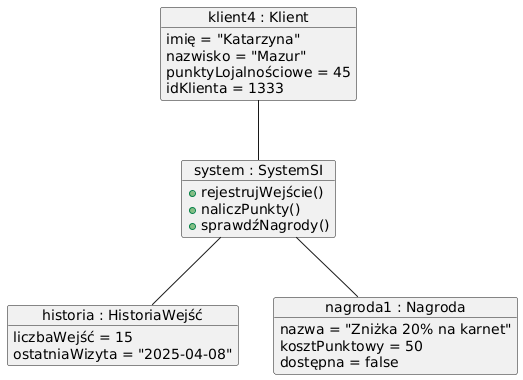 klient4 : Klient
imię = "Katarzyna"
nazwisko = "Mazur"
punktyLojalnościowe = 45
idKlienta = 1333
system : SystemSI
rejestrujWejście()
naliczPunkty()
sprawdźNagrody()
historia : HistoriaWejść
liczbaWejść = 15
ostatniaWizyta = "2025-04-08"
nagroda1 : Nagroda
nazwa = "Zniżka 20% na karnet"
kosztPunktowy = 50
dostępna = false